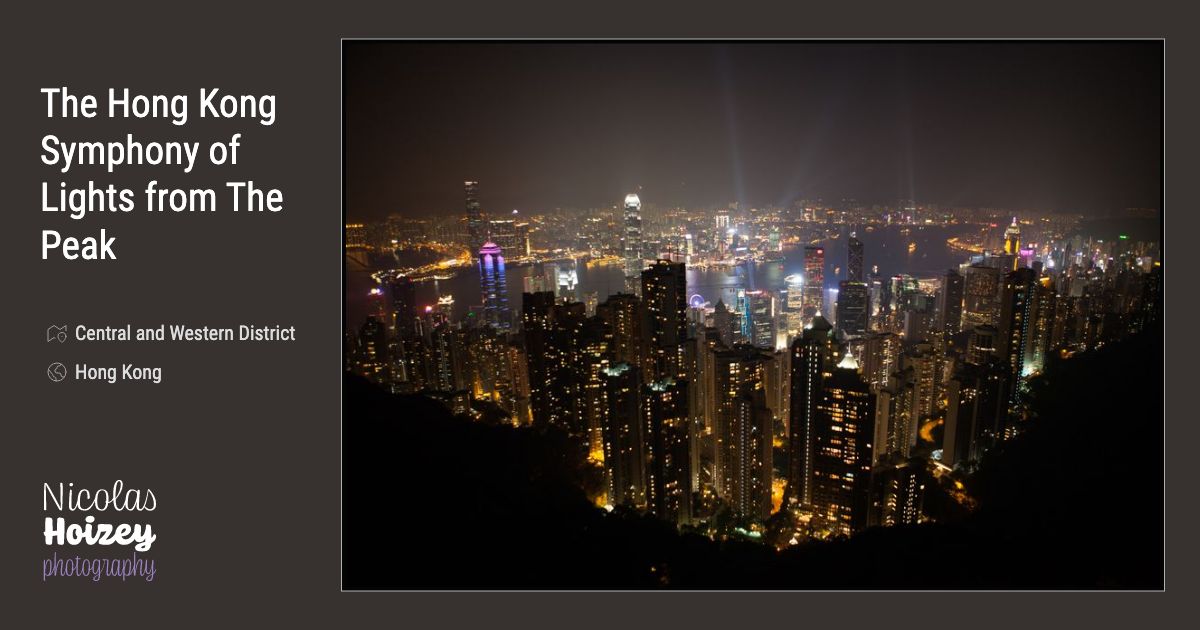 The Hong Kong
Symphony of
Lights from The
Peak
Central and Western District
Hong Kong
Nicolas
Hoizey
photography